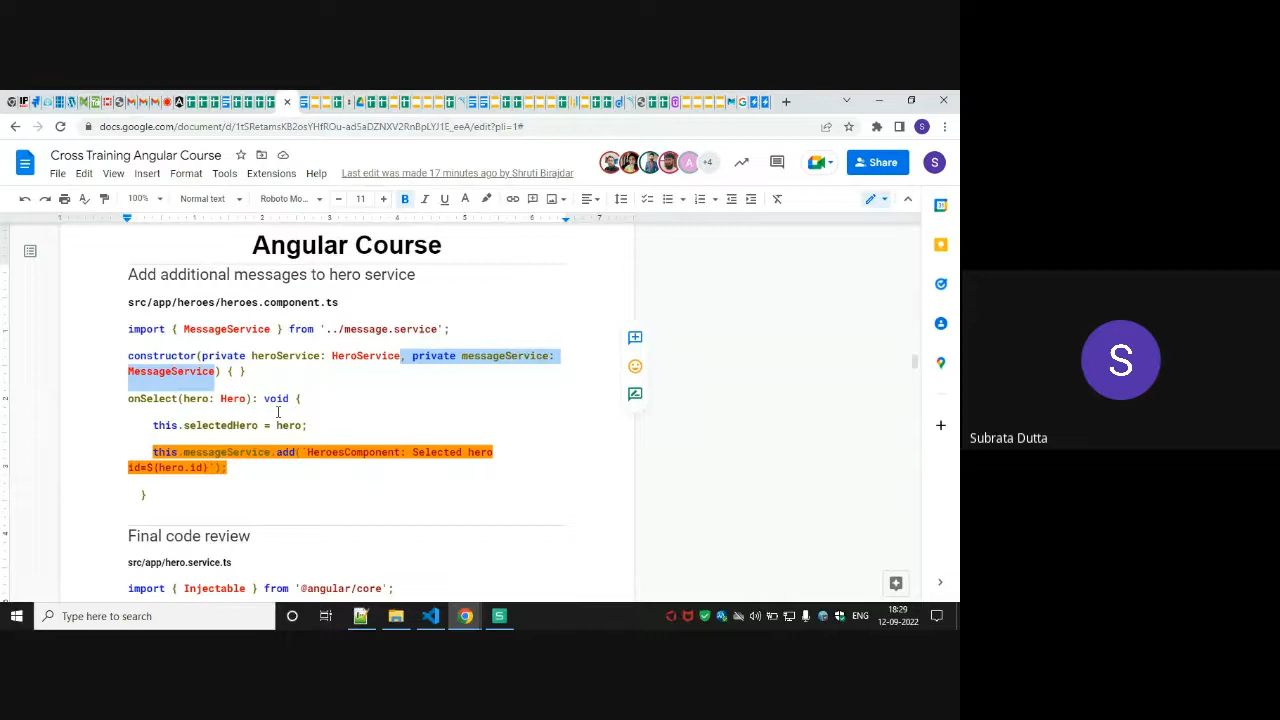 docs.google.com/document/d/1tSRetamsKB2osYHfROu-ad5aDZNXV2RnBpLYJ1E_eeA/edit?pli=1#
Cross Training Angular Course
+4
Share
S
File Edit View Insert Format Tools Extensions Help Last edit was made 17 minutes ago by Shruti Birajdar
100% Normal text Roboto Mo... 11
Angular Course
Add additional messages to hero service
src/app/heroes/heroes.component.ts
import { MessageService } from '../message.service';
constructor(private heroService: HeroService, private messageService:
MessageService) { }
onSelect(hero: Hero): void {
this.selectedHero = hero;
this.messageService.add(`HeroesComponent: Selected hero
id=${hero.id}`);
}
Final code review
src/app/hero.service.ts
import { Injectable } from '@angular/core';
Type here to search
ENG
18:29
12-09-2022
S
Subrata Dutta